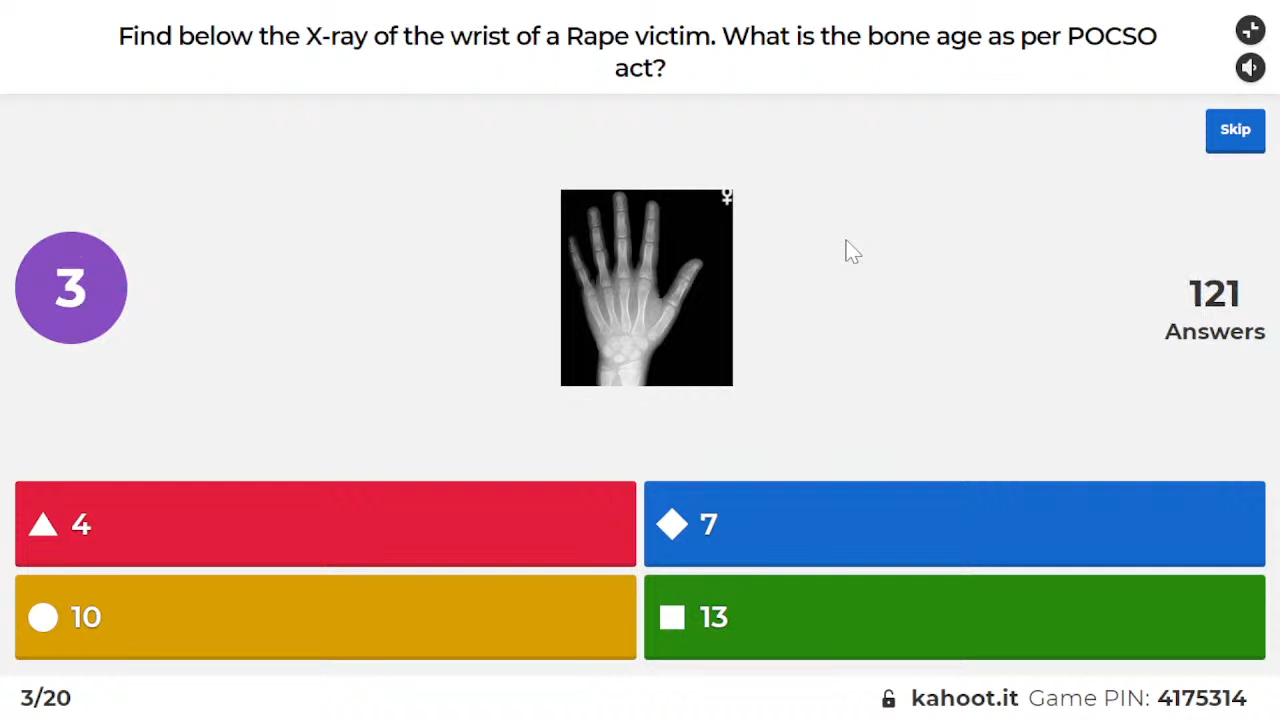 Find below the X-ray of the wrist of a Rape victim. What is the bone age as per POCSO
act?
Skip
3
121
Answers
4
7
10
13
3/20
kahoot.it Game PIN: 4175314